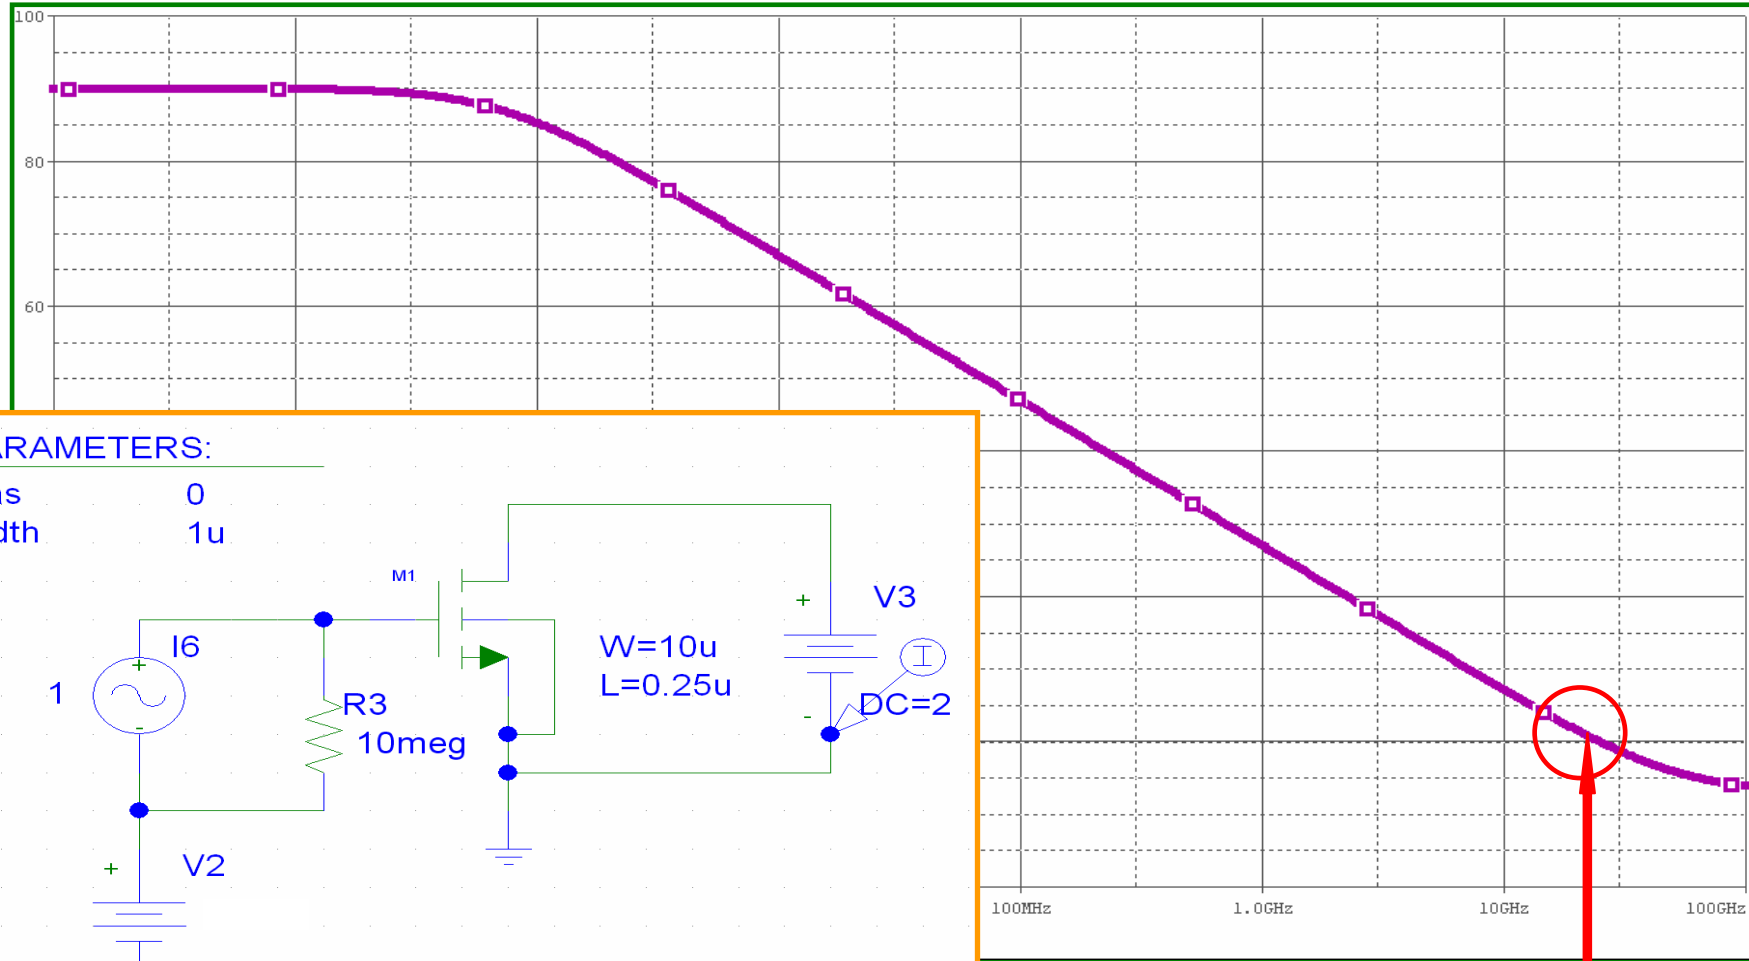 100
80
60
ARAMETERS:
as 0
dth 1u
M1
+ V3
I6
+
W=10u
1
L=0.25u
I
- R3 - DC=2
10meg
V2
+
100MHz 1.0GHz 10GHz 100GHz